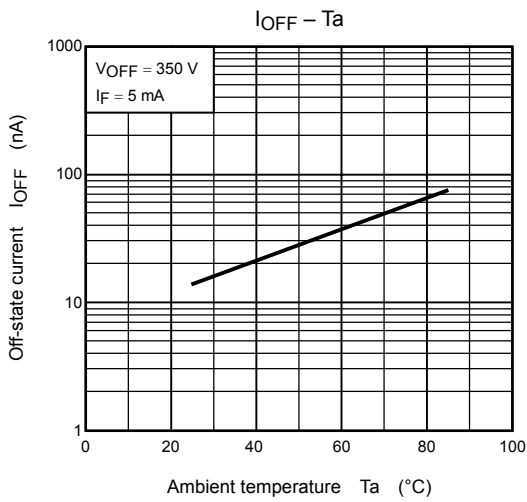 IOFF – Ta
VOFF = 350 V
IF = 5 mA
Off-state current IOFF (nA)
1000
100
10
1
0 20 40 60 80 100
Ambient temperature Ta (°C)